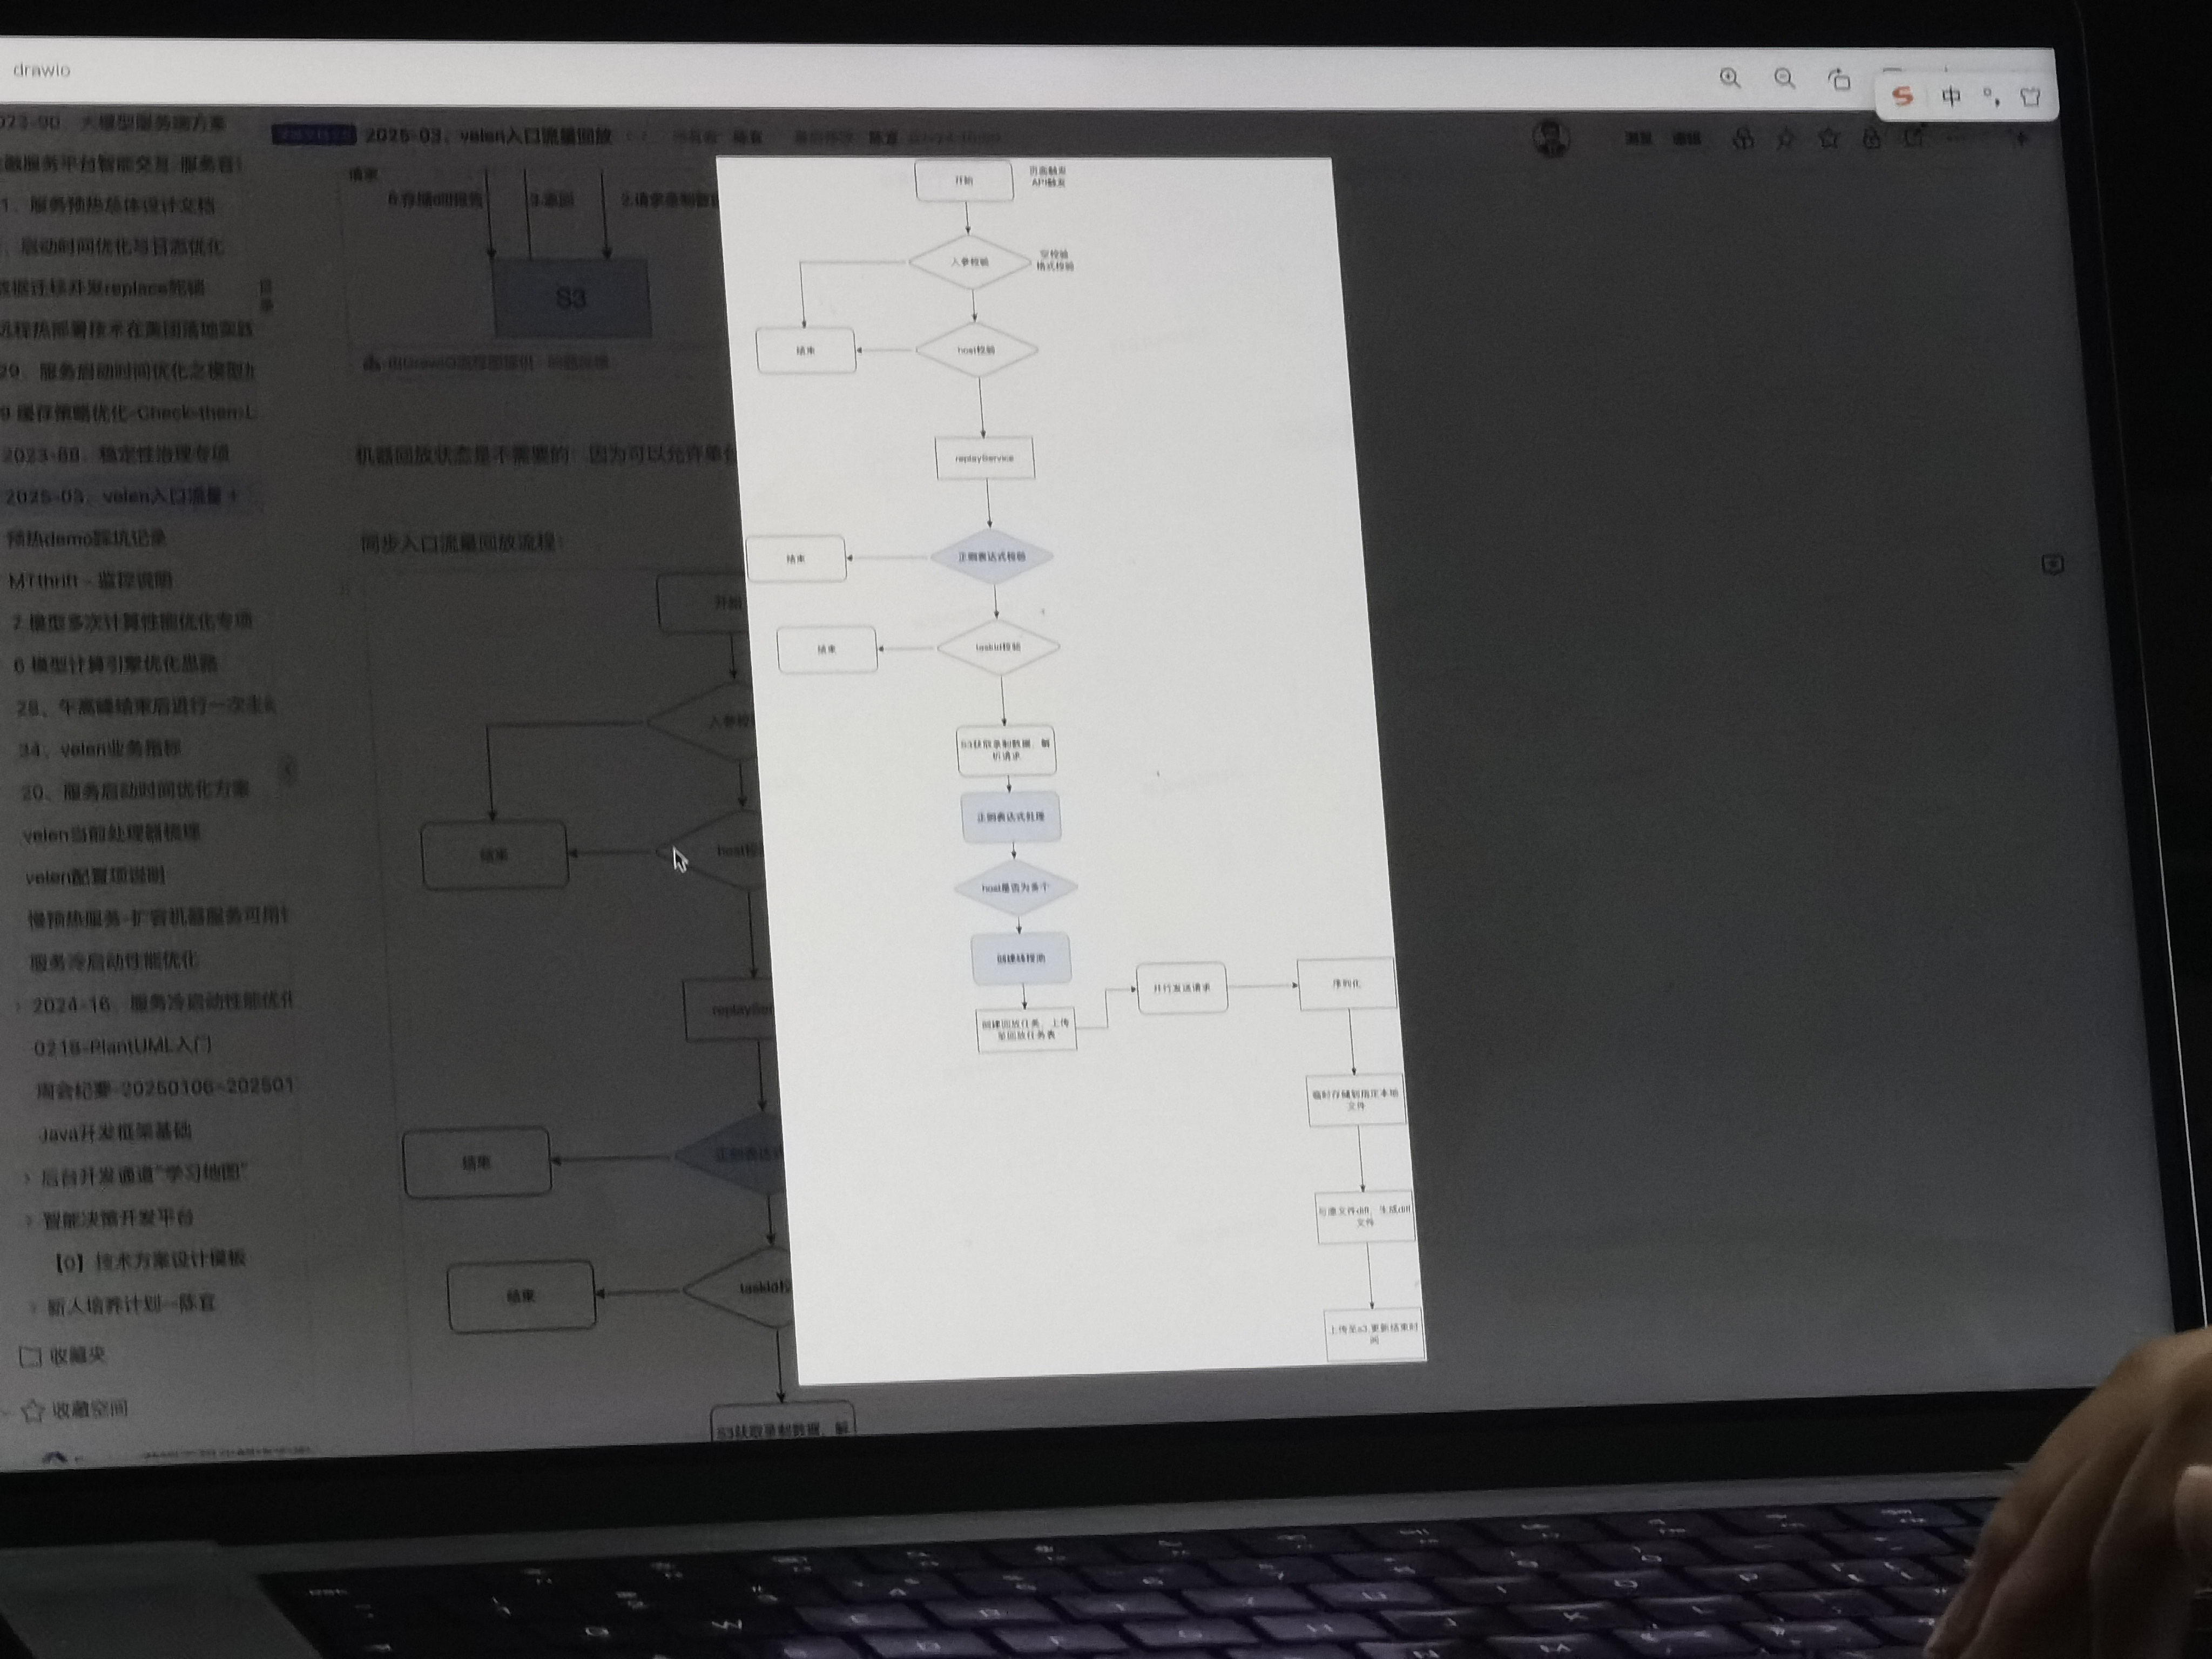 drawio
中
大模型服务端方案
融服务平台智能交互-服务容
1、服务预热总体设计文档
、启动时间优化与日志优化
数据迁移并发replace死锁
远程热部署技术在美团落地实践
29、服务启动时间优化之模型
9 缓存策略优化-Check-then-L
2023-88、稳定性治理专项
2025-03、velen入口流量
预热demo踩坑记录
MTthrift - 监控说明
7 模型多次计算性能优化专项
6 模型计算引擎优化思路
28、午高峰结束后进行一次主
34、velen业务指标
20、服务启动时间优化方案
velen当前处理器梳理
velen配置项说明
慢预热服务-扩容机器服务可用
服务冷启动性能优化
2024-16、服务冷启动性能优化
0218-PlantUML入门
周会纪要-20250106-202501
Java开发框架基础
后台开发通道"学习地图"
智能决策开发平台
【0】技术方案设计模板
新人培养计划—陈宜
收藏夹
收藏空间
目录
2025-03、velen入口流量回放
请求
6.存储diff报告
3.返回
2.请求录制数据
S3
机器回放状态是不需要的：因为可以允许单台
同步入口流量回放流程：
开始
入参校
结束
host校
replaySer
结束
正则表达式
结束
taskId校
S3获取录制数据、解
开始
页面触发
API触发
入参校验
空校验
格式校验
结束
host校验
replayService
结束
正则表达式校验
结束
taskId校验
S3获取录制数据、解
析请求
正则表达式处理
host是否为多个
创建线程池
创建回放任务、上传
至回放任务表
并行发送请求
序列化
临时存储到指定本地
文件
与源文件diff、生成diff
文件
上传至s3,更新结束时
间